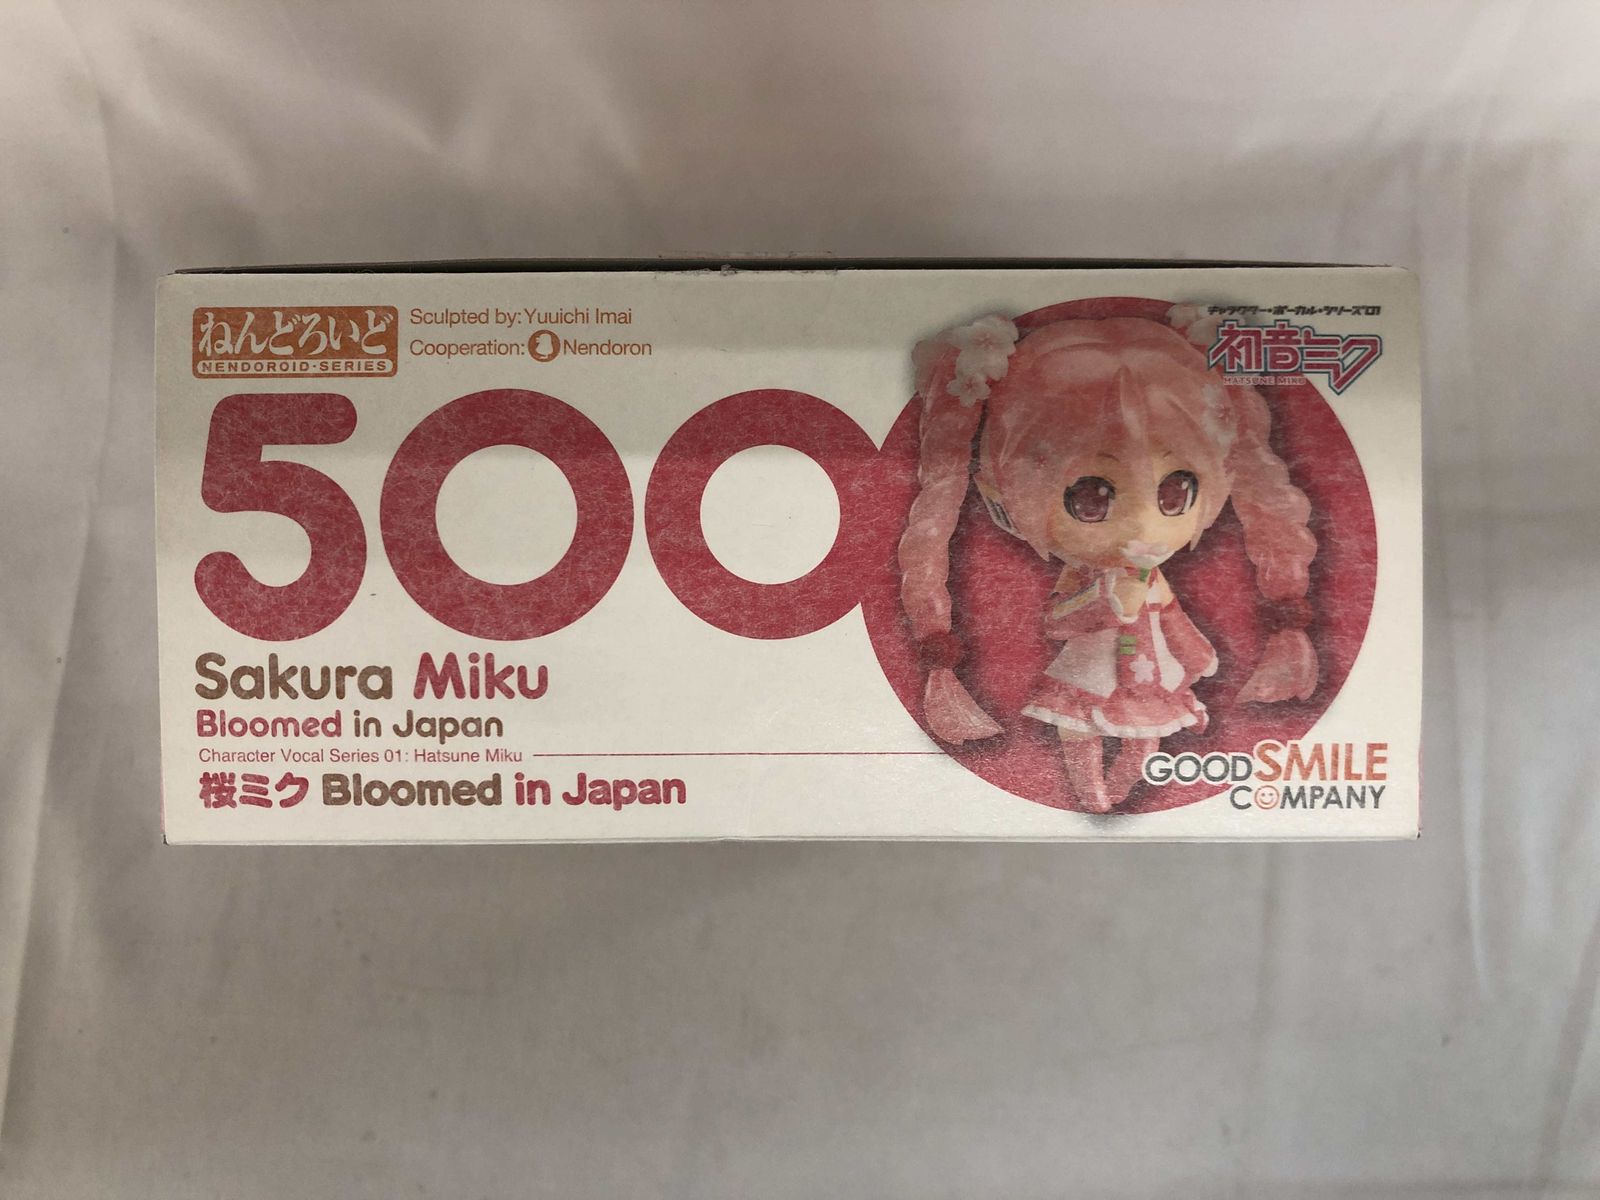 ねんどろいど
NENDOROID·SERIES
Sculpted by: Yuuichi Imai
Cooperation: Nendoron
キャラクター・ボーカル・シリーズ01
初音ミク
HATSUNE MIKU
500
Sakura Miku
Bloomed in Japan
Character Vocal Series 01: Hatsune Miku
桜ミク Bloomed in Japan
GOOD SMILE
COMPANY